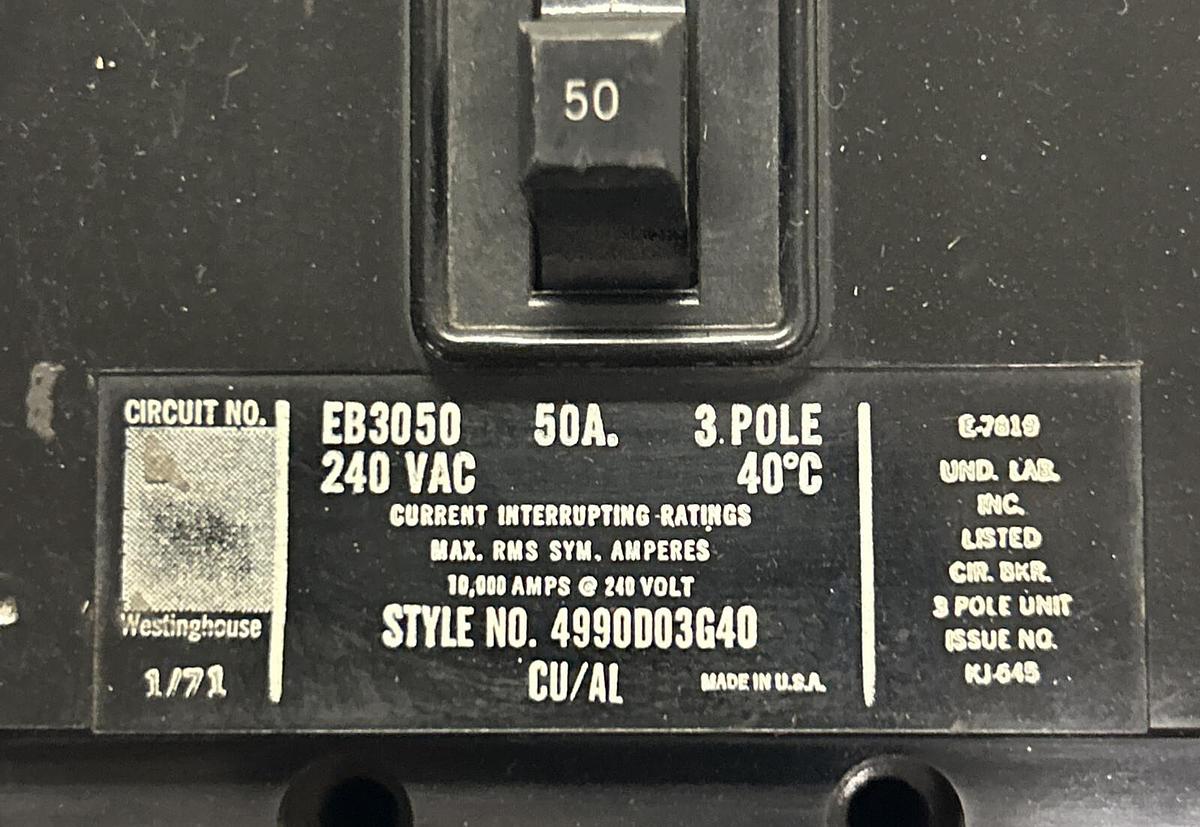 50
CIRCUIT NO.
Westinghouse
1/71
EB3050 50A. 3 POLE
240 VAC 40°C
CURRENT INTERRUPTING RATINGS
MAX. RMS SYM. AMPERES
10,000 AMPS @ 240 VOLT
STYLE NO. 4990D03G40
CU/AL MADE IN U.S.A.
E-7819
UND. LAB.
INC.
LISTED
CIR. BKR.
3 POLE UNIT
ISSUE NO.
KJ-645